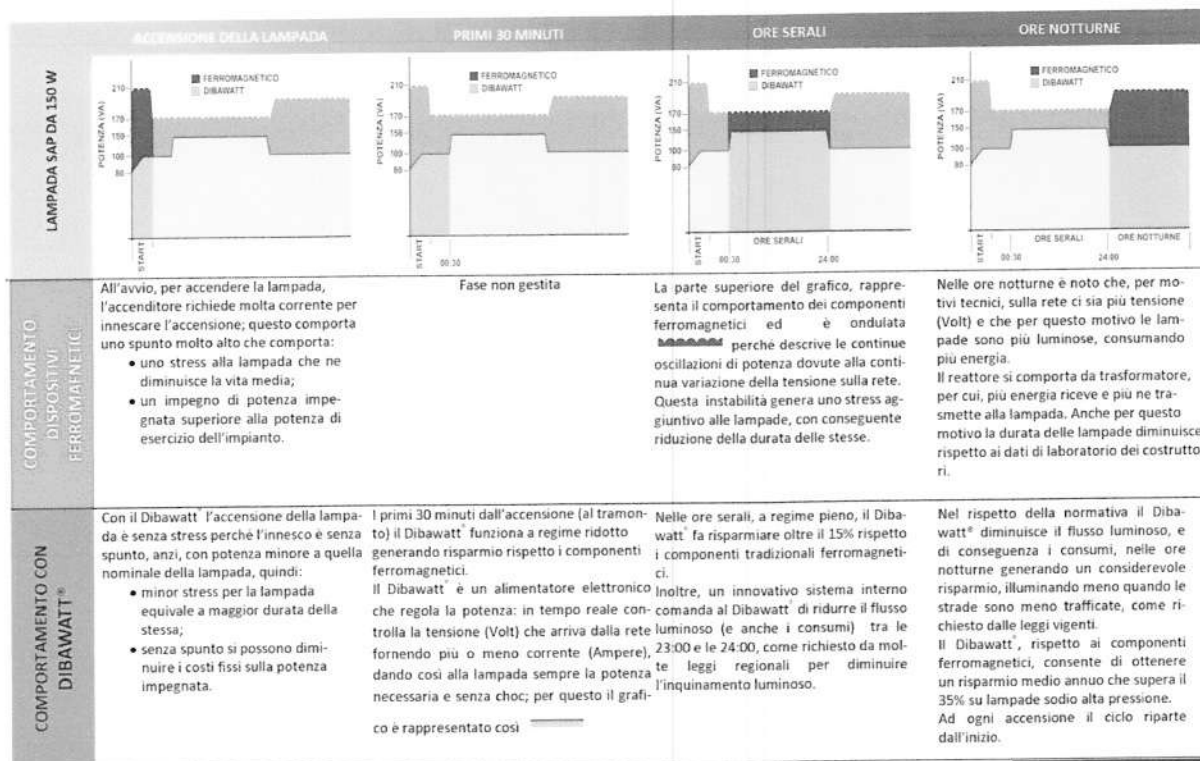 ACCENSIONE DELLA LAMPADA
PRIMI 30 MINUTI
ORE SERALI
ORE NOTTURNE
LAMPADA SAP DA 150 W
POTENZA (VA)
210
170
150
100
80
FERROMAGNETICO
DIBAWATT
START
POTENZA (VA)
210
170
150
100
80
FERROMAGNETICO
DIBAWATT
START
00:30
POTENZA (VA)
210
170
150
100
80
FERROMAGNETICO
DIBAWATT
START
ORE SERALI
00:30
24:00
POTENZA (VA)
210
170
150
100
80
FERROMAGNETICO
DIBAWATT
START
ORE SERALI
ORE NOTTURNE
00:30
24:00
COMPORTAMENTO
DISPOSITIVI
FERROMAFNETICI
All'avvio, per accendere la lampada,
l'accenditore richiede molta corrente per
innescare l'accensione; questo comporta
uno spunto molto alto che comporta:
• uno stress alla lampada che ne
diminuisce la vita media;
• un impegno di potenza impe-
gnata superiore alla potenza di
esercizio dell'impianto.
Fase non gestita
La parte superiore del grafico, rappre-
senta il comportamento dei componenti
ferromagnetici ed è ondulata
perché descrive le continue
oscillazioni di potenza dovute alla conti-
nua variazione della tensione sulla rete.
Questa instabilità genera uno stress ag-
giuntivo alle lampade, con conseguente
riduzione della durata delle stesse.
Nelle ore notturne è noto che, per mo-
tivi tecnici, sulla rete ci sia più tensione
(Volt) e che per questo motivo le lam-
pade sono più luminose, consumando
più energia.
Il reattore si comporta da trasformatore,
per cui, più energia riceve e più ne tra-
smette alla lampada. Anche per questo
motivo la durata delle lampade diminuisce
rispetto ai dati di laboratorio dei costrutto
ri.
COMPORTAMENTO CON
DIBAWATT®
Con il Dibawatt® l'accensione della lampa-
da è senza stress perché l'innesco è senza
spunto, anzi, con potenza minore a quella
nominale della lampada, quindi:
• minor stress per la lampada
equivale a maggior durata della
stessa;
• senza spunto si possono dimi-
nuire i costi fissi sulla potenza
impegnata.
I primi 30 minuti dall'accensione (al tramon-
to) il Dibawatt® funziona a regime ridotto
generando risparmio rispetto i componenti
ferromagnetici.
Il Dibawatt® è un alimentatore elettronico
che regola la potenza: in tempo reale con-
trolla la tensione (Volt) che arriva dalla rete
fornendo più o meno corrente (Ampere),
dando così alla lampada sempre la potenza
necessaria e senza choc; per questo il grafi-
co è rappresentato così
Nelle ore serali, a regime pieno, il Diba-
watt® fa risparmiare oltre il 15% rispetto
i componenti tradizionali ferromagneti-
ci.
Inoltre, un innovativo sistema interno
comanda al Dibawatt® di ridurre il flusso
luminoso (e anche i consumi) tra le
23:00 e le 24:00, come richiesto da mol-
te leggi regionali per diminuire
l'inquinamento luminoso.
Nel rispetto della normativa il Diba-
watt® diminuisce il flusso luminoso, e
di conseguenza i consumi, nelle ore
notturne generando un considerevole
risparmio, illuminando meno quando le
strade sono meno trafficate, come ri-
chiesto dalle leggi vigenti.
Il Dibawatt®, rispetto ai componenti
ferromagnetici, consente di ottenere
un risparmio medio annuo che supera il
35% su lampade sodio alta pressione.
Ad ogni accensione il ciclo riparte
dall'inizio.